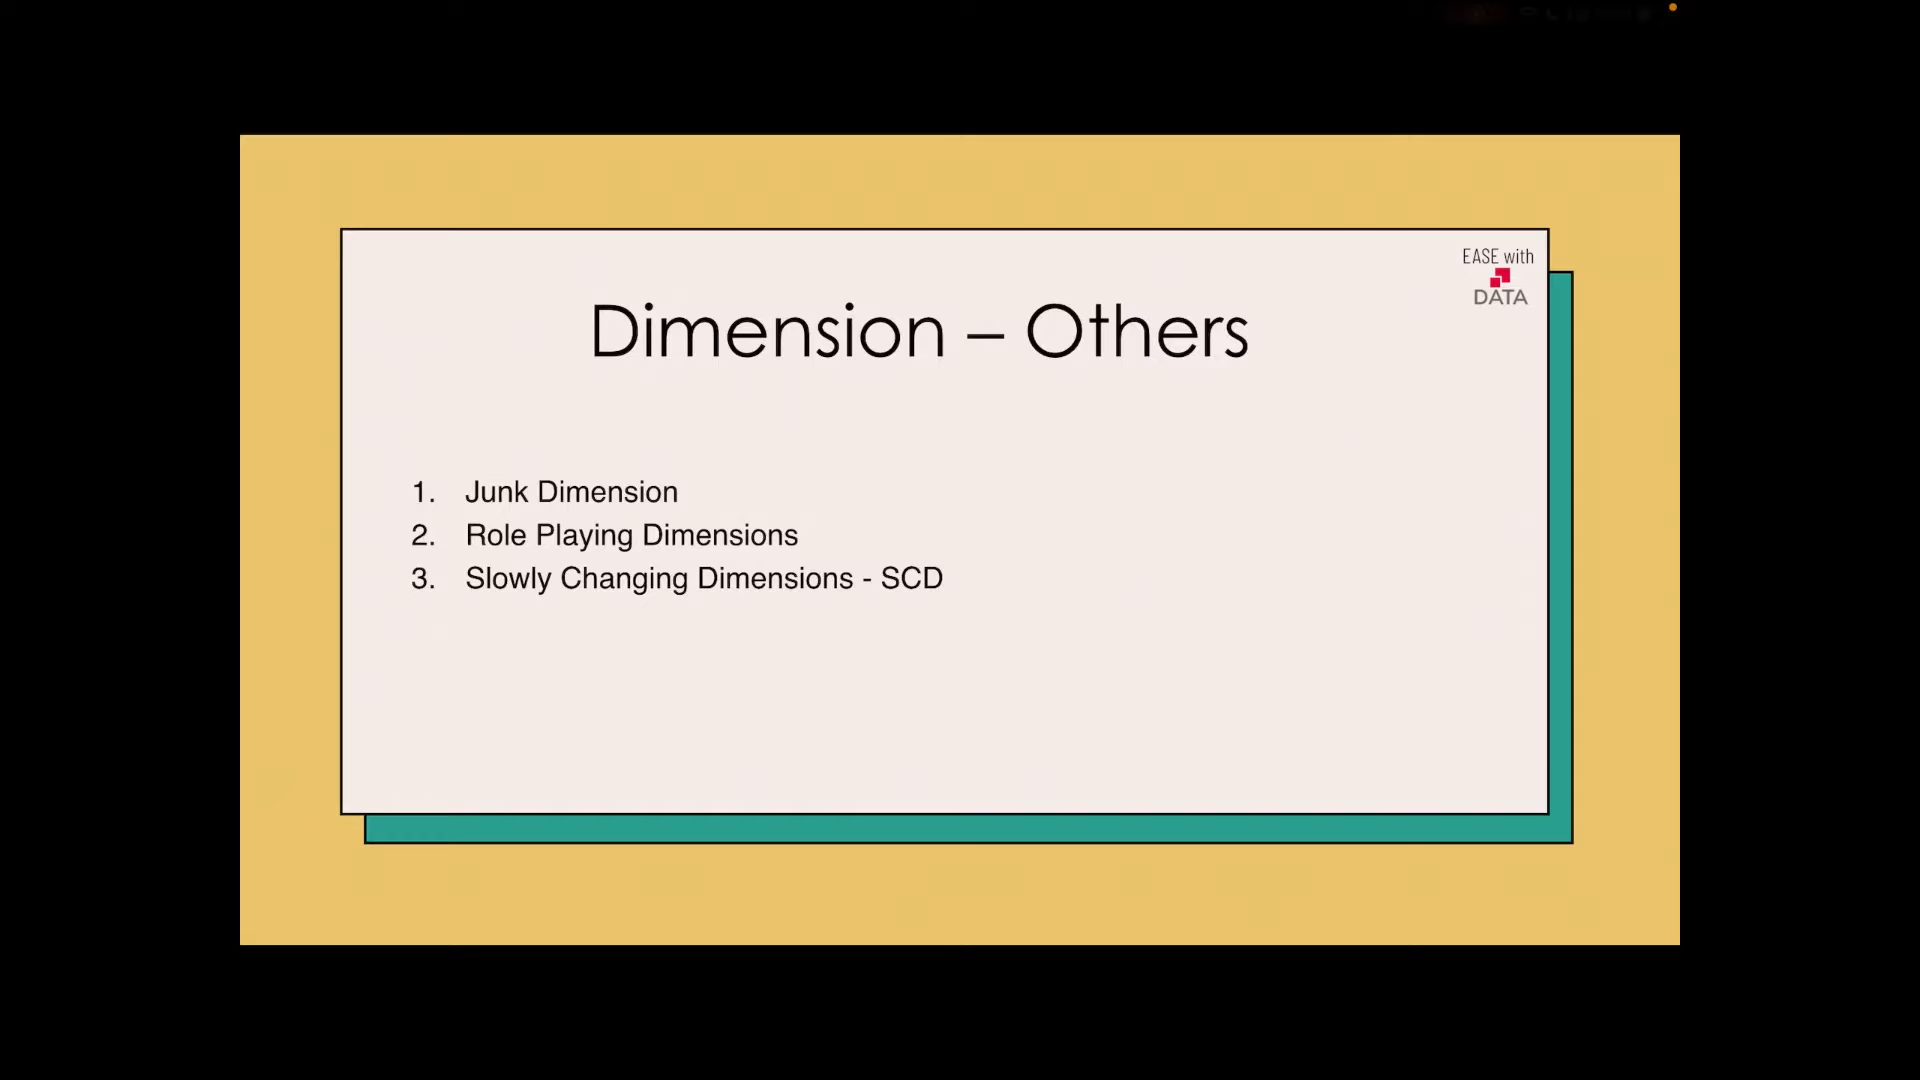 EASE with
DATA
Dimension – Others
1. Junk Dimension
2. Role Playing Dimensions
3. Slowly Changing Dimensions - SCD